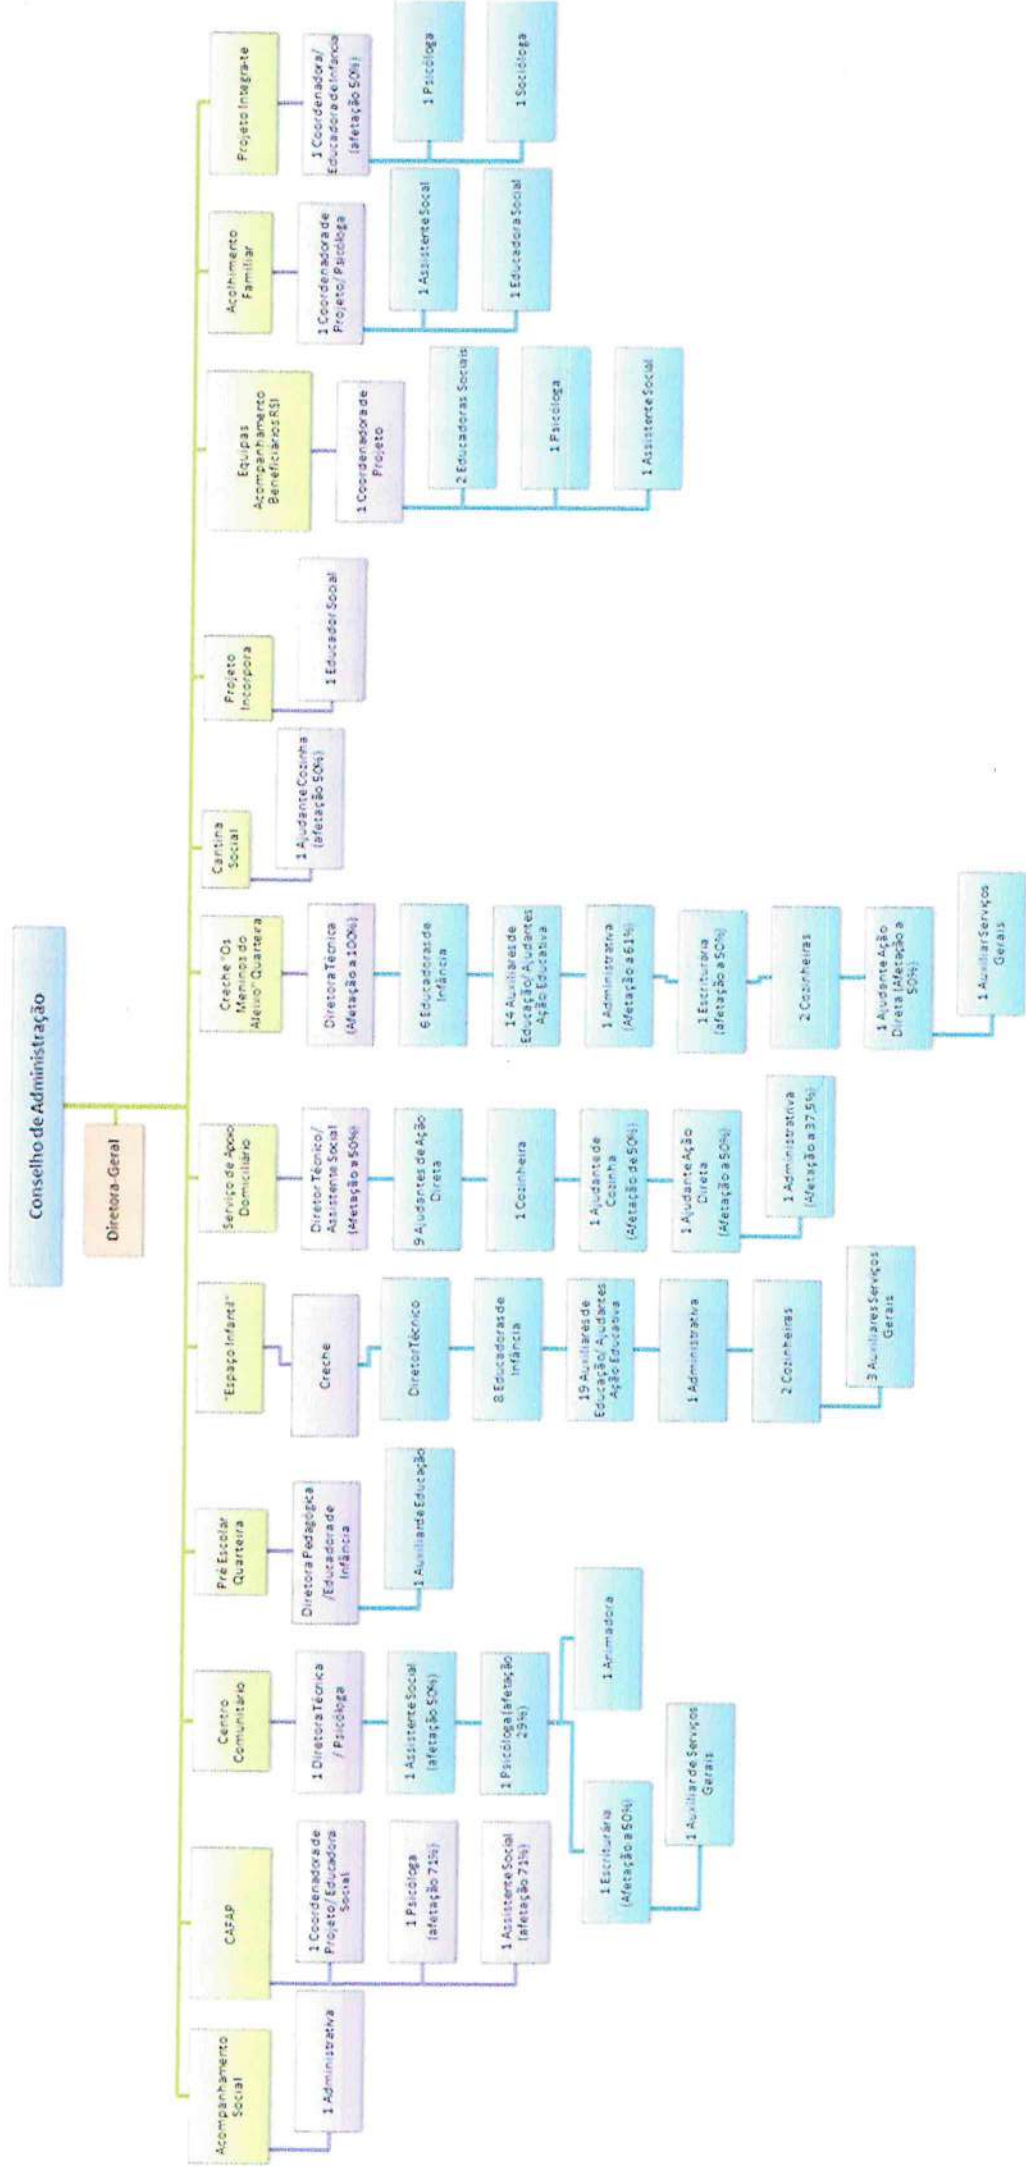 Conselho de Administração
Diretora-Geral
Acompanhamento
Social
1 Administrativa
CAFAP
1 Coordenadora de
Projeto/ Educadora
Social
1 Psicóloga
(afetação 71%)
1 Assistente Social
(afetação 71%)
Centro
Comunitário
1 Diretora Técnica
/ Psicóloga
1 Assistente Social
(afetação 50%)
1 Psicóloga (afetação
29%)
1 Escriturária
(Afetação a 50%)
1 Auxiliar de Serviços
Gerais
1 Animadora
Pré Escolar
Quarteira
Diretora Pedagógica
/Educadora de
Infância
1 Auxiliar de Educação
"Espaço Infantil"
Creche
Diretor Técnico
8 Educadoras de
Infância
19 Auxiliares de
Educação/ Ajudantes
Ação Educativa
1 Administrativa
2 Cozinheiras
3 Auxiliares Serviços
Gerais
Serviço de Apoio
Domiciliário
Diretor Técnico/
Assistente Social
(Afetação a 50%)
9 Ajudantes de Ação
Direta
1 Cozinheira
1 Ajudante de
Cozinha
(Afetação de 50%)
1 Ajudante Ação
Direta
(Afetação a 50%)
1 Administrativa
(Afetação a 37,5%)
Creche "Os
Meninos do
Aleixo" Quarteira
Diretora Técnica
(Afetação a 100%)
6 Educadoras de
Infância
14 Auxiliares de
Educação/ Ajudantes
Ação Educativa
1 Administrativa
(Afetação a 61%)
1 Escriturária
(afetação a 50%)
2 Cozinheiras
1 Ajudante Ação
Direta (Afetação a
50%)
1 Auxiliar Serviços
Gerais
Cantina
Social
1 Ajudante Cozinha
(afetação 50%)
Projeto
Incorpora
1 Educador Social
Equipas
Acompanhamento
Beneficiários RSI
1 Coordenadora de
Projeto
2 Educadoras Sociais
1 Psicóloga
1 Assistente Social
Acolhimento
Familiar
1 Coordenadora de
Projeto/ Psicóloga
1 Assistente Socal
1 Educadora Social
Projeto Integra-te
1 Coordenadora/
Educadora de Infância
(afetação 50%)
1 Psicóloga
1 Socióloga